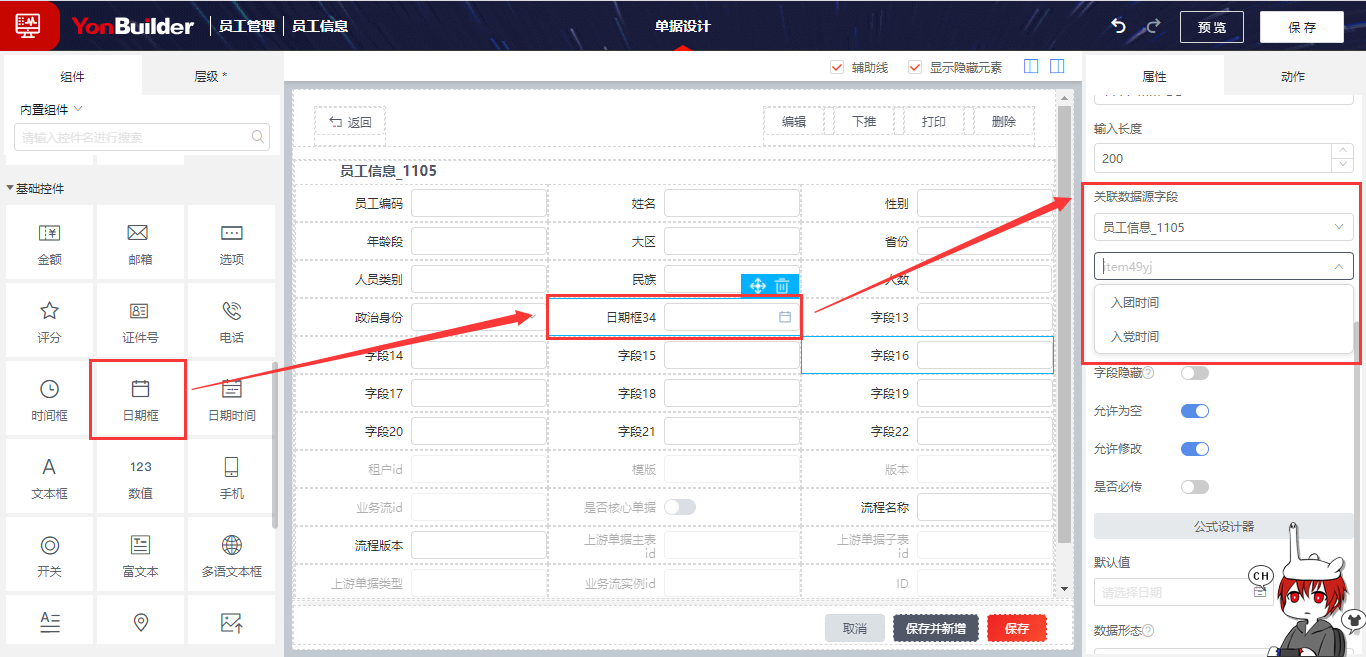 YonBuilder 员工管理 员工信息 单据设计 预览 保存
组件 层级 * 辅助线 显示隐藏元素 属性 动作
内置组件
请输入控件名进行搜索
返回 编辑 下推 打印 删除
输入长度
200
员工信息_1105
基础控件
关联数据源字段
员工信息_1105
item49yj
入团时间
入党时间
员工编码 姓名 性别
年龄段 大区 省份
人员类别 民族 人数
政治身份 日期框34 字段13
字段14 字段15 字段16
字段17 字段18 字段19
字段20 字段21 字段22
租户id 模版 版本
业务流id 是否核心单据 流程名称
流程版本 上游单据主表id 上游单据子表id
上游单据类型 业务流实例id ID
金额 邮箱 选项
评分 证件号 电话
时间框 日期框 日期时间
A 123
文本框 数值 手机
开关 富文本 多语文本框
字段隐藏
允许为空
允许修改
是否必传
公式设计器
默认值
请选择日期
CH
数据形态
取消 保存并新增 保存